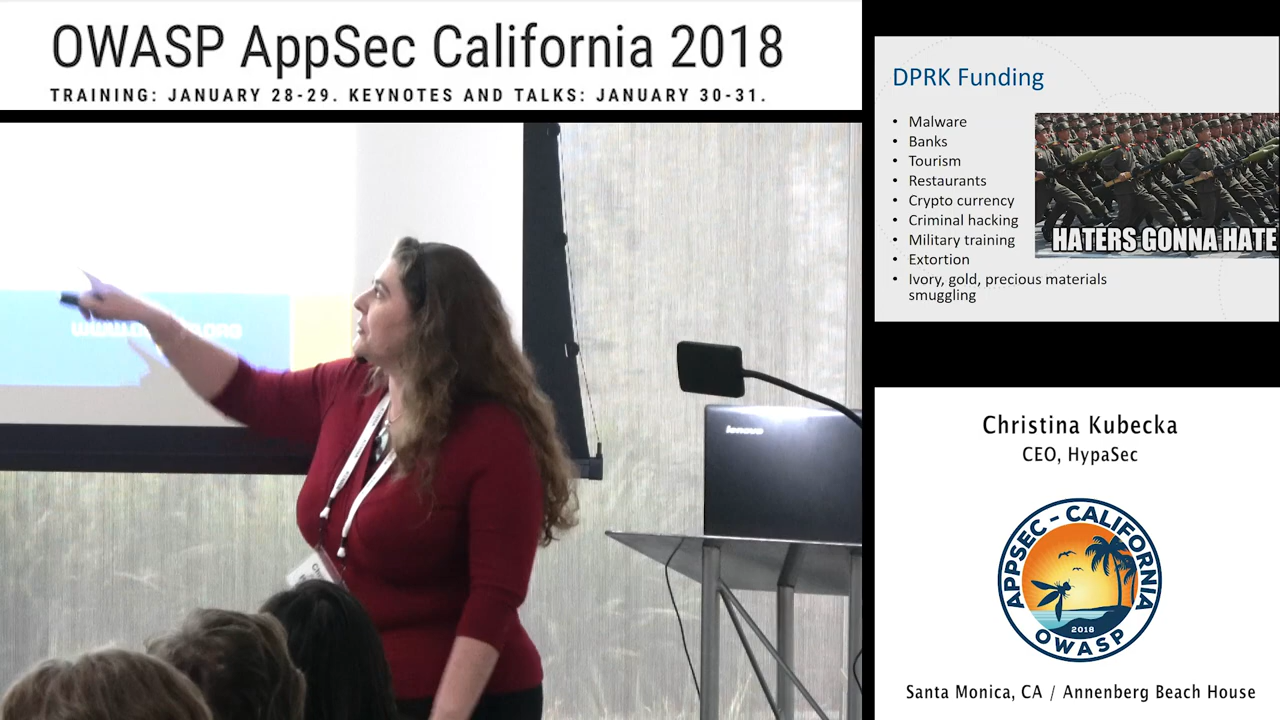 OWASP AppSec California 2018
TRAINING: JANUARY 28-29. KEYNOTES AND TALKS: JANUARY 30-31.
lenovo
DPRK Funding
• Malware
• Banks
• Tourism
• Restaurants
• Crypto currency
• Criminal hacking
• Military training
• Extortion
• Ivory, gold, precious materials
smuggling
HATERS GONNA HATE
Christina Kubecka
CEO, HypaSec
APPSEC - CALIFORNIA
2018
OWASP
Santa Monica, CA / Annenberg Beach House